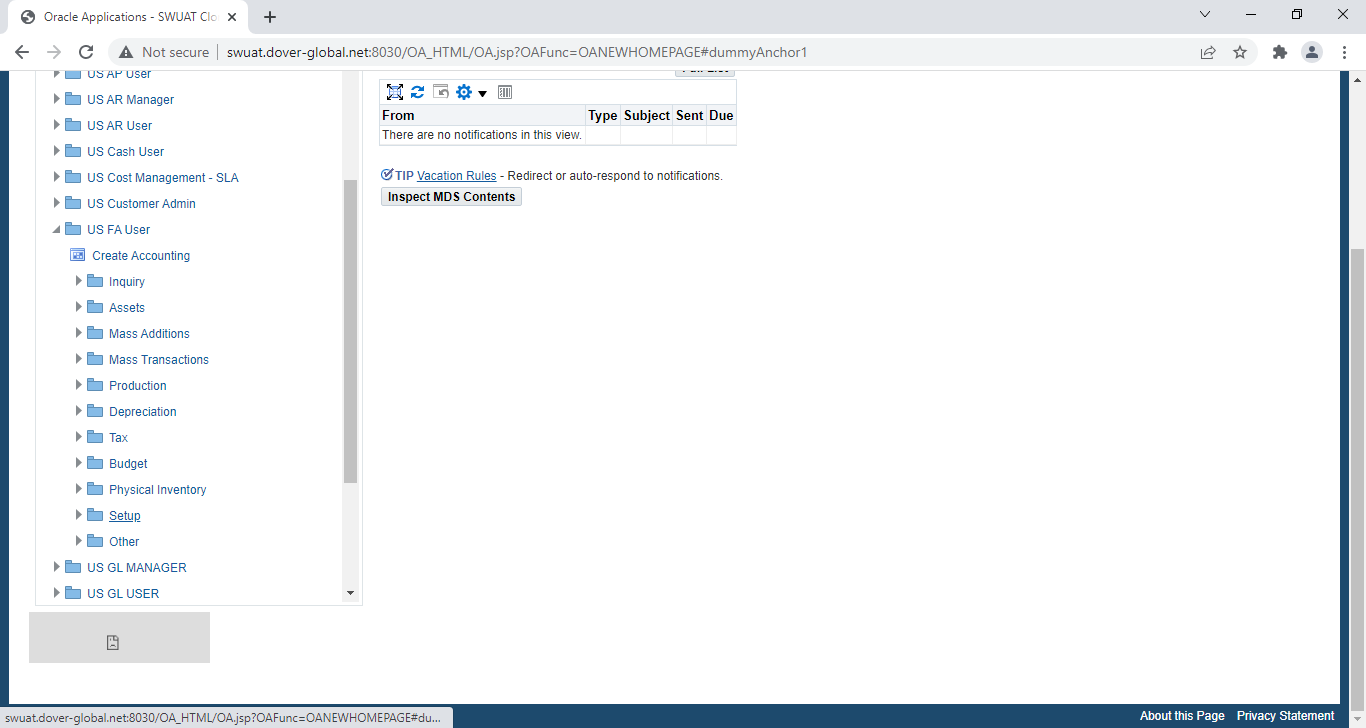 Oracle Applications - SWUAT Clo
Not secure
swuat.dover-global.net:8030/OA_HTML/OA.jsp?OAFunc=OANEWHOMEPAGE#dummyAnchor1
US AP User
US AR Manager
US AR User
US Cash User
US Cost Management - SLA
US Customer Admin
US FA User
Create Accounting
Inquiry
Assets
Mass Additions
Mass Transactions
Production
Depreciation
Tax
Budget
Physical Inventory
Setup
Other
US GL MANAGER
US GL USER
From Type Subject Sent Due
There are no notifications in this view.
TIP Vacation Rules - Redirect or auto-respond to notifications.
Inspect MDS Contents
swuat.dover-global.net:8030/OA_HTML/OA.jsp?OAFunc=OANEWHOMEPAGE#du...
About this Page Privacy Statement